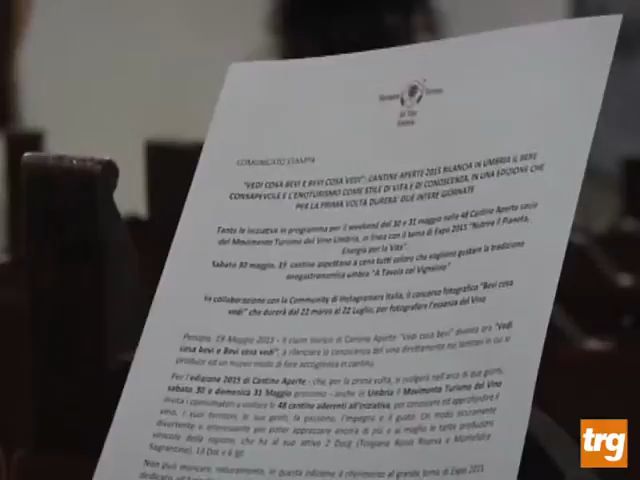 Movimento Turismo
del Vino
Umbria
COMUNICATO STAMPA
"VEDI COSA BEVI E BEVI COSA VEDI": CANTINE APERTE 2015 RILANCIA IN UMBRIA IL BERE
CONSAPEVOLE E L'ENOTURISMO COME STILE DI VITA E DI CONOSCENZA, IN UNA EDIZIONE CHE
PER LA PRIMA VOLTA DURERA' DUE INTERE GIORNATE
Tante le iniziative in programma per il weekend del 30 e 31 maggio nelle 48 Cantine Aperte socie
del Movimento Turismo del Vino Umbria, in linea con il tema di Expo 2015 "Nutrire il Pianeta,
Energia per la Vita".
Sabato 30 maggio, 19 cantine aspettano a cena tutti coloro che vogliono gustare la tradizione
enogastronomica umbra "A Tavola col Vignaiolo"
In collaborazione con la Community di Instagramers Italia, il concorso fotografico "Bevi cosa
vedi" che durerà dal 21 marzo al 22 Luglio, per fotografare l'essenza del Vino
Perugia, 19 Maggio 2015 – Il claim storico di Cantine Aperte "Vedi cosa bevi" diventa ora "Vedi
cosa bevi e Bevi cosa vedi", a rilanciare la conoscenza del vino direttamente nei territori in cui si
produce ed un nuovo modo di fare accoglienza in cantina.
Per l'edizione 2015 di Cantine Aperte - che, per la prima volta, si svolgerà nell'arco di due giorni,
sabato 30 e domenica 31 Maggio prossimo - anche in Umbria il Movimento Turismo del Vino
invita i consumatori a visitare le 48 cantine aderenti all'iniziativa, per conoscere ed approfondire il
vino, i suoi territori, le sue genti, la passione, l'impegno e il gusto. Un modo sicuramente
divertente e interessante per poter apprezzare ancora di più e al meglio le tante produzioni
vinicole della regione, che ha al suo attivo 2 Docg (Torgiano Rosso Riserva e Montefalco
Sagrantino), 13 Doc e 6 Igt
Non può mancare, naturalmente, in questa edizione il riferimento al grande tema di Expo 2015
trg